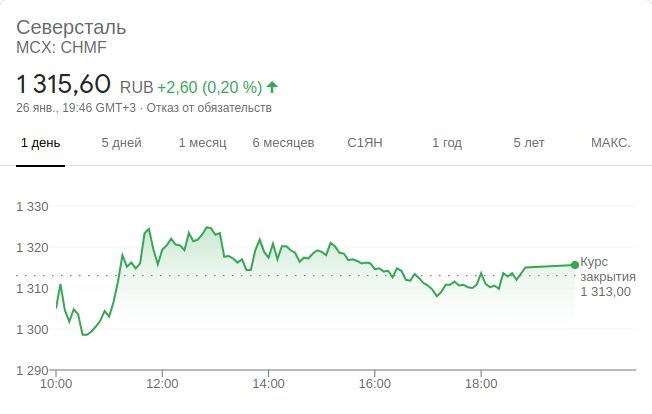 Северсталь
MCX: CHMF
1 315,60 RUB +2,60 (0,20 %)
26 янв., 19:46 GMT+3 · Отказ от обязательств
1 день 5 дней 1 месяц 6 месяцев С1ЯН 1 год 5 лет МАКС.
1 330
1 320
1 310
1 300
1 290
Курс
закрытия
1 313,00
10:00 12:00 14:00 16:00 18:00